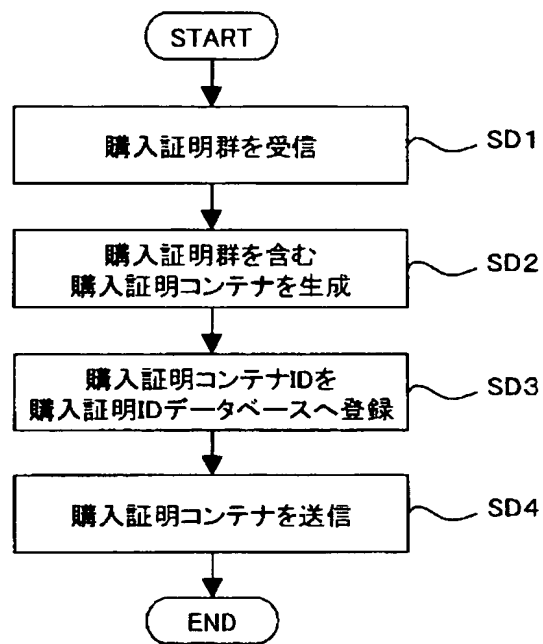 START
購入証明群を受信
SD1
購入証明群を含む
購入証明コンテナを生成
SD2
購入証明コンテナIDを
購入証明IDデータベースへ登録
SD3
購入証明コンテナを送信
SD4
END